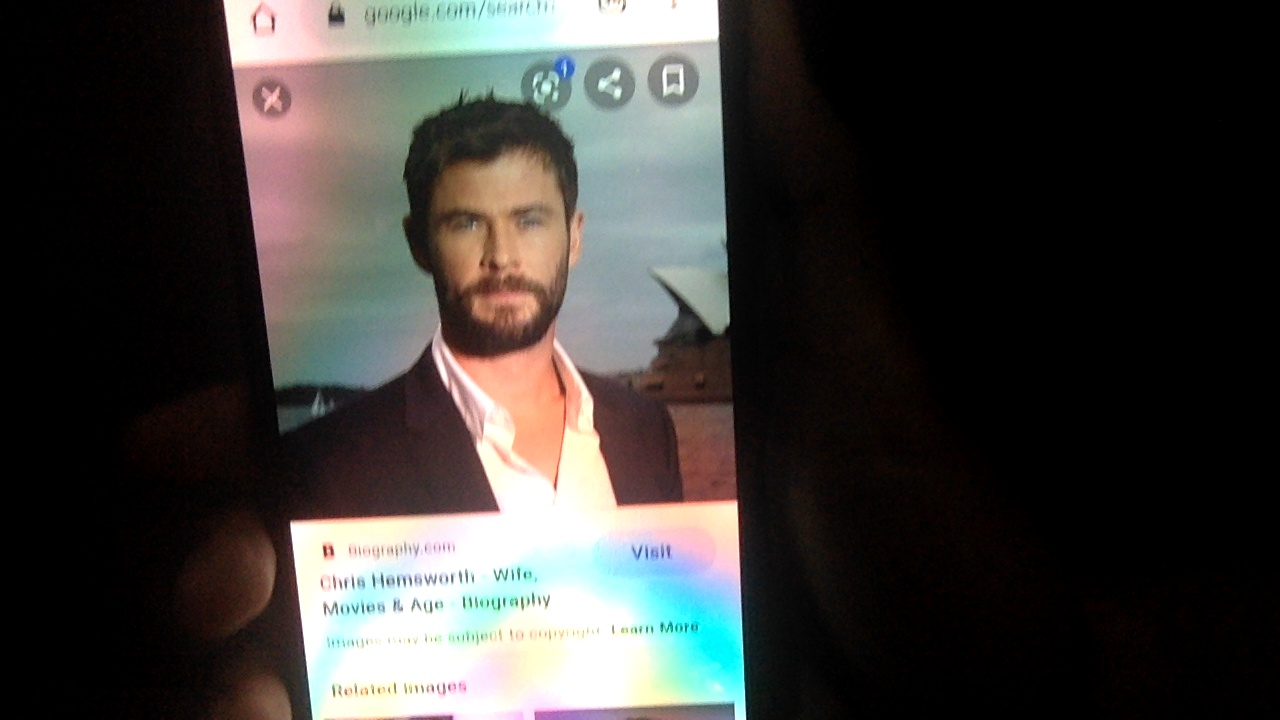 google.com/search
1
Biography.com
Visit
Chris Hemsworth - Wife,
Movies & Age - Biography
Images may be subject to copyright. Learn More
Related images